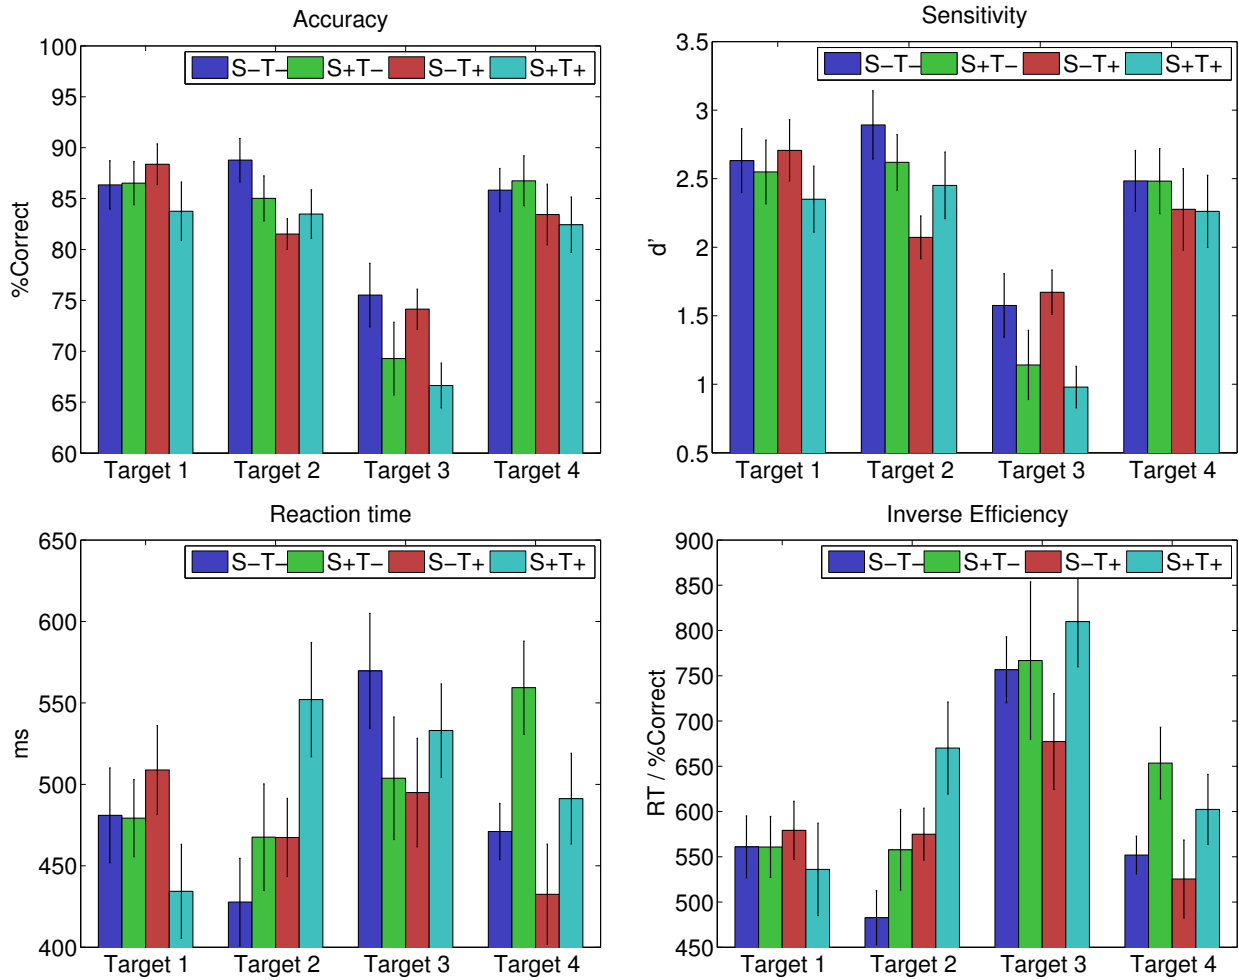 Accuracy
%Correct
100
95
90
85
80
75
70
65
60
S−T− S+T− S−T+ S+T+
Target 1 Target 2 Target 3 Target 4
Sensitivity
d'
3.5
3
2.5
2
1.5
1
0.5
S−T− S+T− S−T+ S+T+
Target 1 Target 2 Target 3 Target 4
Reaction time
ms
650
600
550
500
450
400
S−T− S+T− S−T+ S+T+
Target 1 Target 2 Target 3 Target 4
Inverse Efficiency
RT / %Correct
900
850
800
750
700
650
600
550
500
450
S−T− S+T− S−T+ S+T+
Target 1 Target 2 Target 3 Target 4